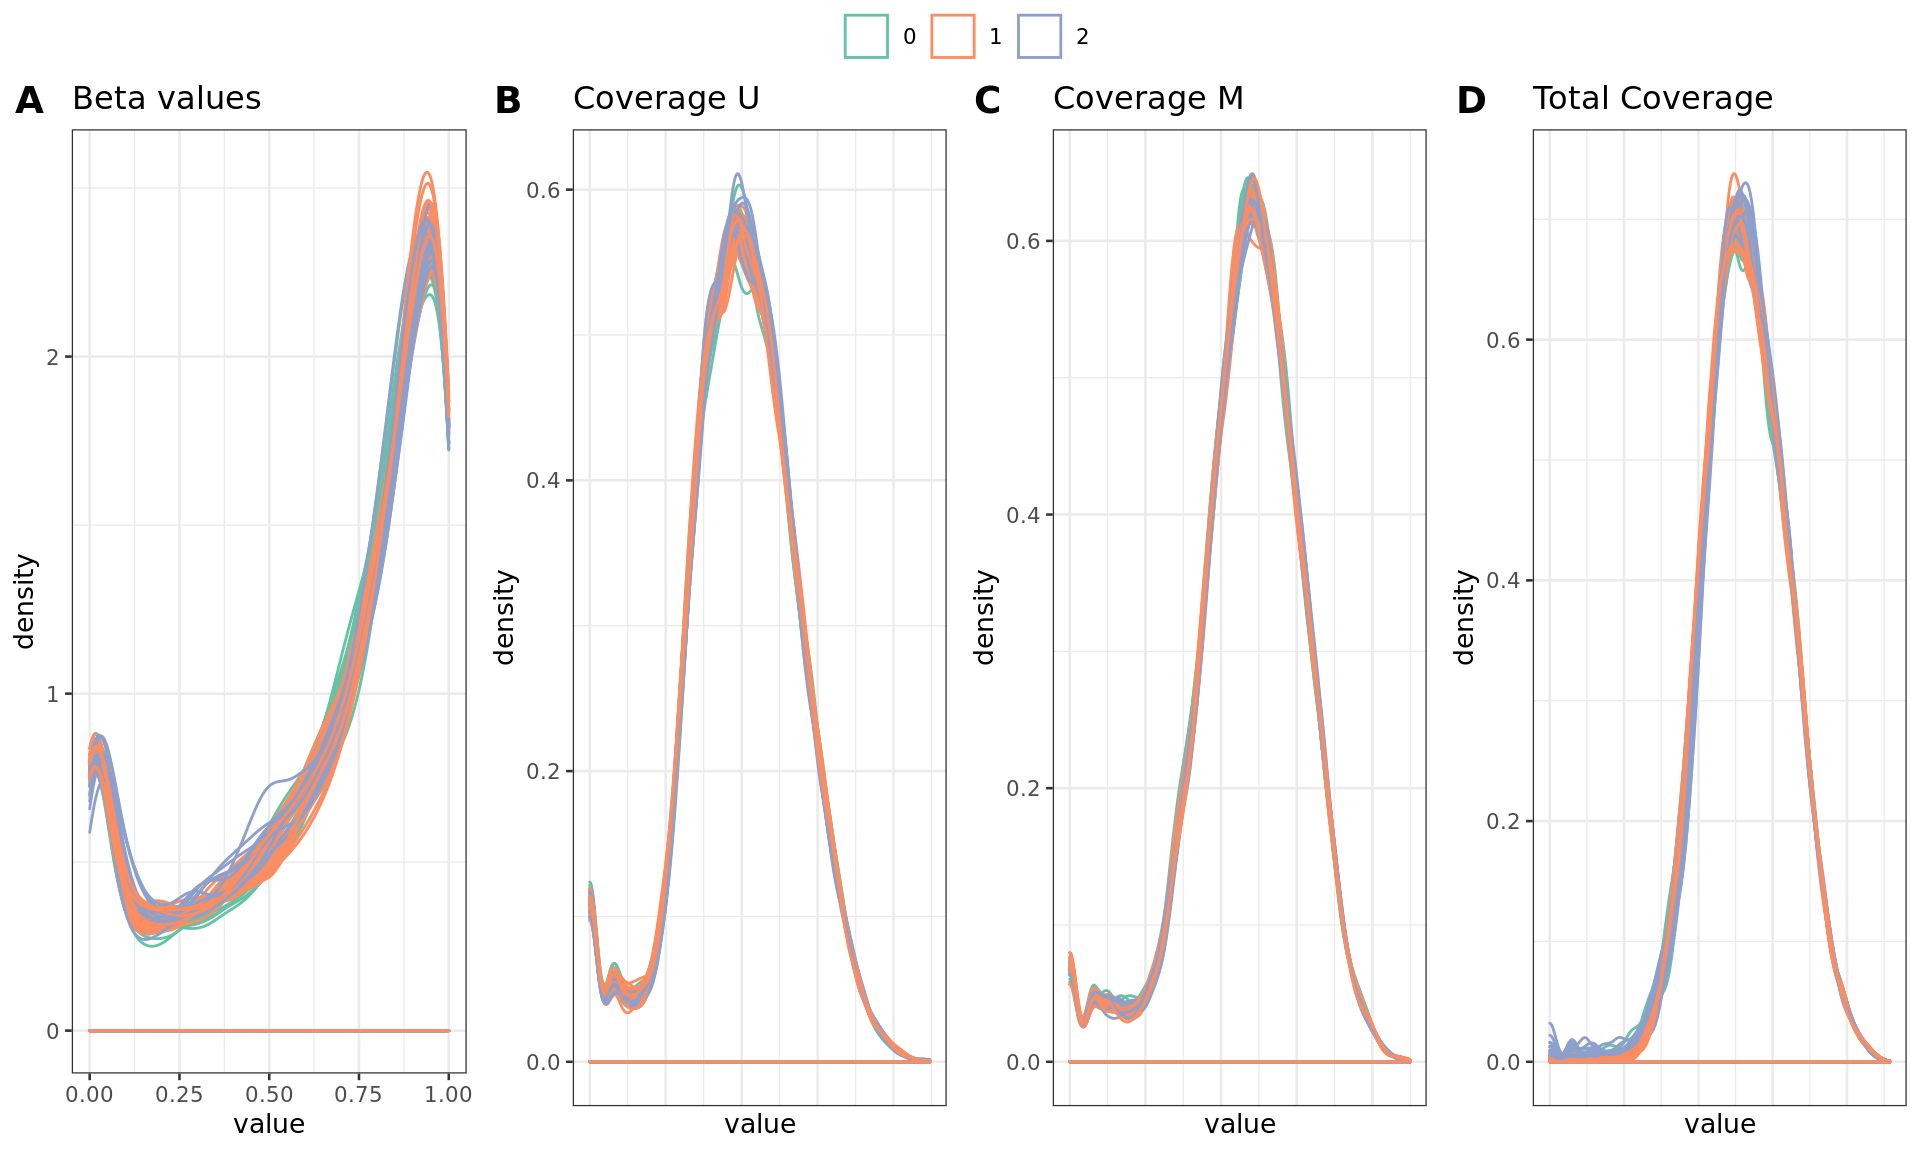 0 1 2
A Beta values
B Coverage U
C Coverage M
D Total Coverage
density
2
1
0
0.00 0.25 0.50 0.75 1.00
value
density
0.6
0.4
0.2
0.0
value
density
0.6
0.4
0.2
0.0
value
density
0.6
0.4
0.2
0.0
value